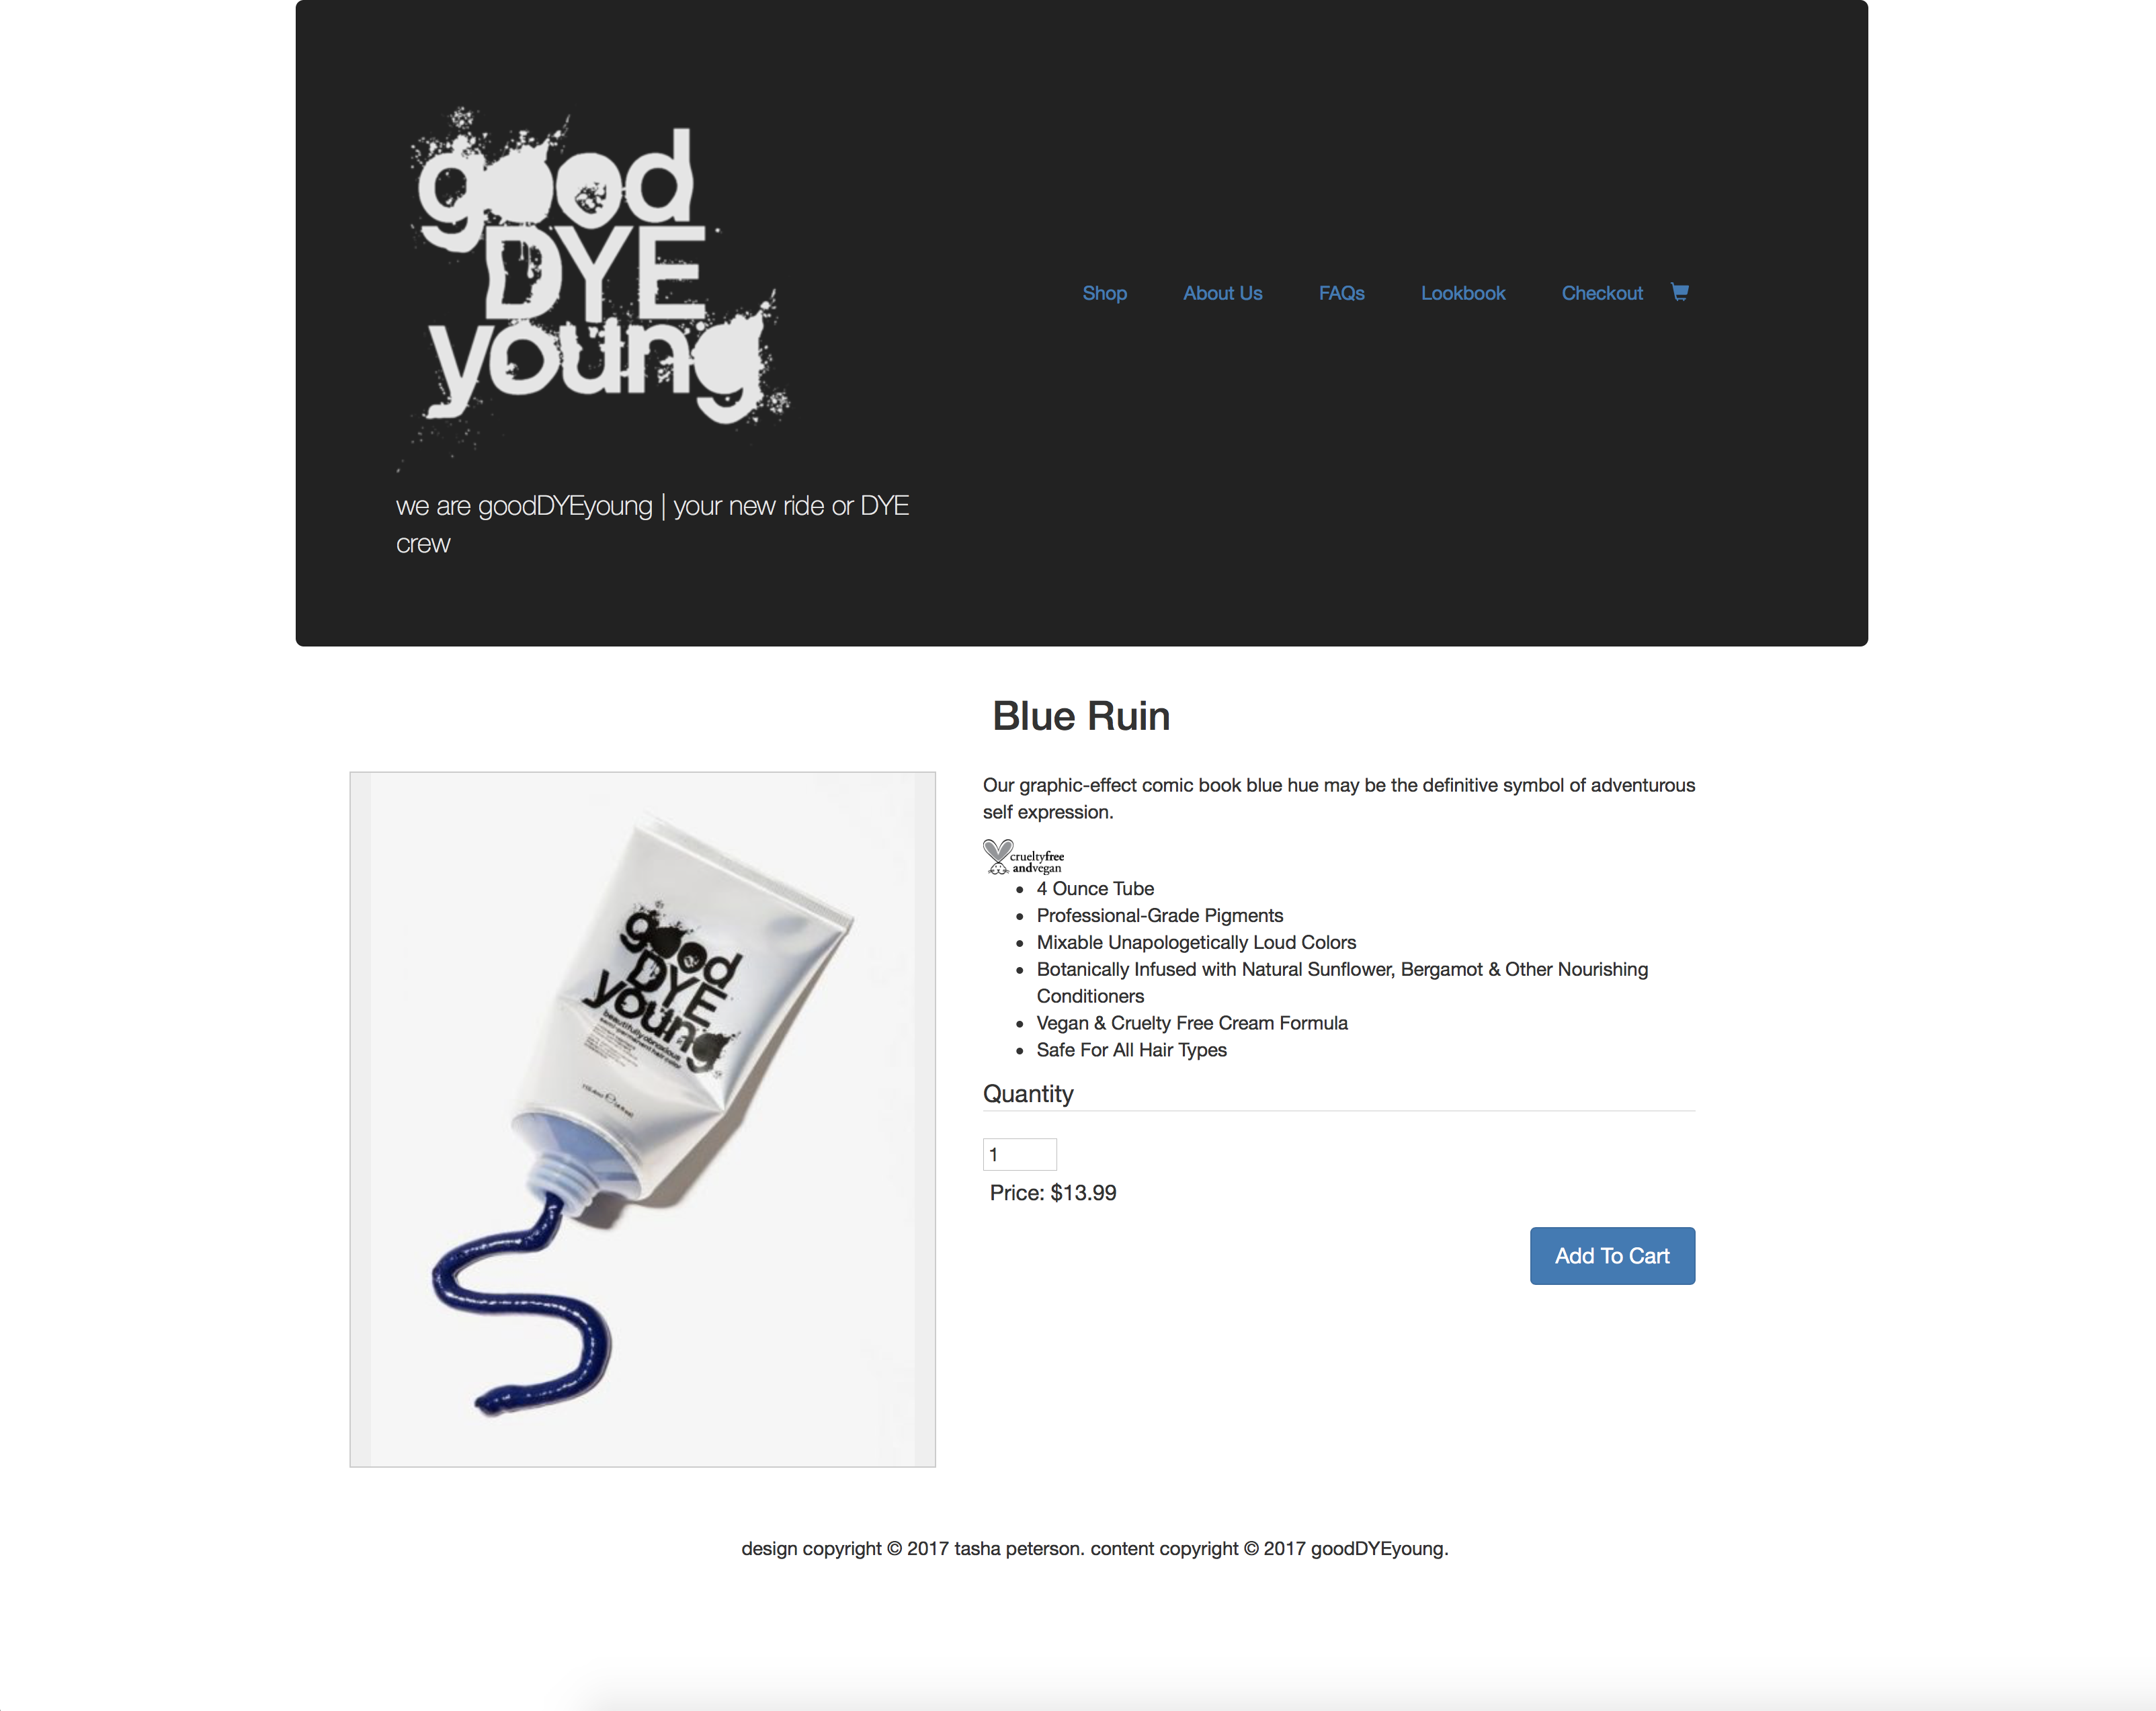 good
DYE
young
we are goodDYEyoung | your new ride or DYE
crew
Shop About Us FAQs Lookbook Checkout
Blue Ruin
Our graphic-effect comic book blue hue may be the definitive symbol of adventurous
self expression.
crueltyfree
andvegan
• 4 Ounce Tube
• Professional-Grade Pigments
• Mixable Unapologetically Loud Colors
• Botanically Infused with Natural Sunflower, Bergamot & Other Nourishing
Conditioners
• Vegan & Cruelty Free Cream Formula
• Safe For All Hair Types
Quantity
1
Price: $13.99
Add To Cart
good
DYE
young
beautifully obnoxious
semi-permanent hair color
design copyright © 2017 tasha peterson. content copyright © 2017 goodDYEyoung.